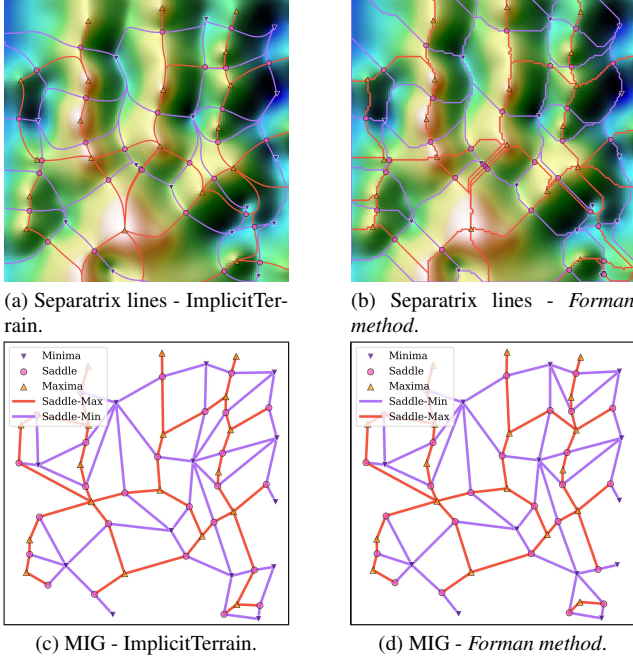 (a) Separatrix lines - ImplicitTer-
rain.
(b) Separatrix lines - Forman
method.
Minima
Saddle
Maxima
Saddle-Max
Saddle-Min
Minima
Saddle
Maxima
Saddle-Min
Saddle-Max
(c) MIG - ImplicitTerrain.
(d) MIG - Forman method.